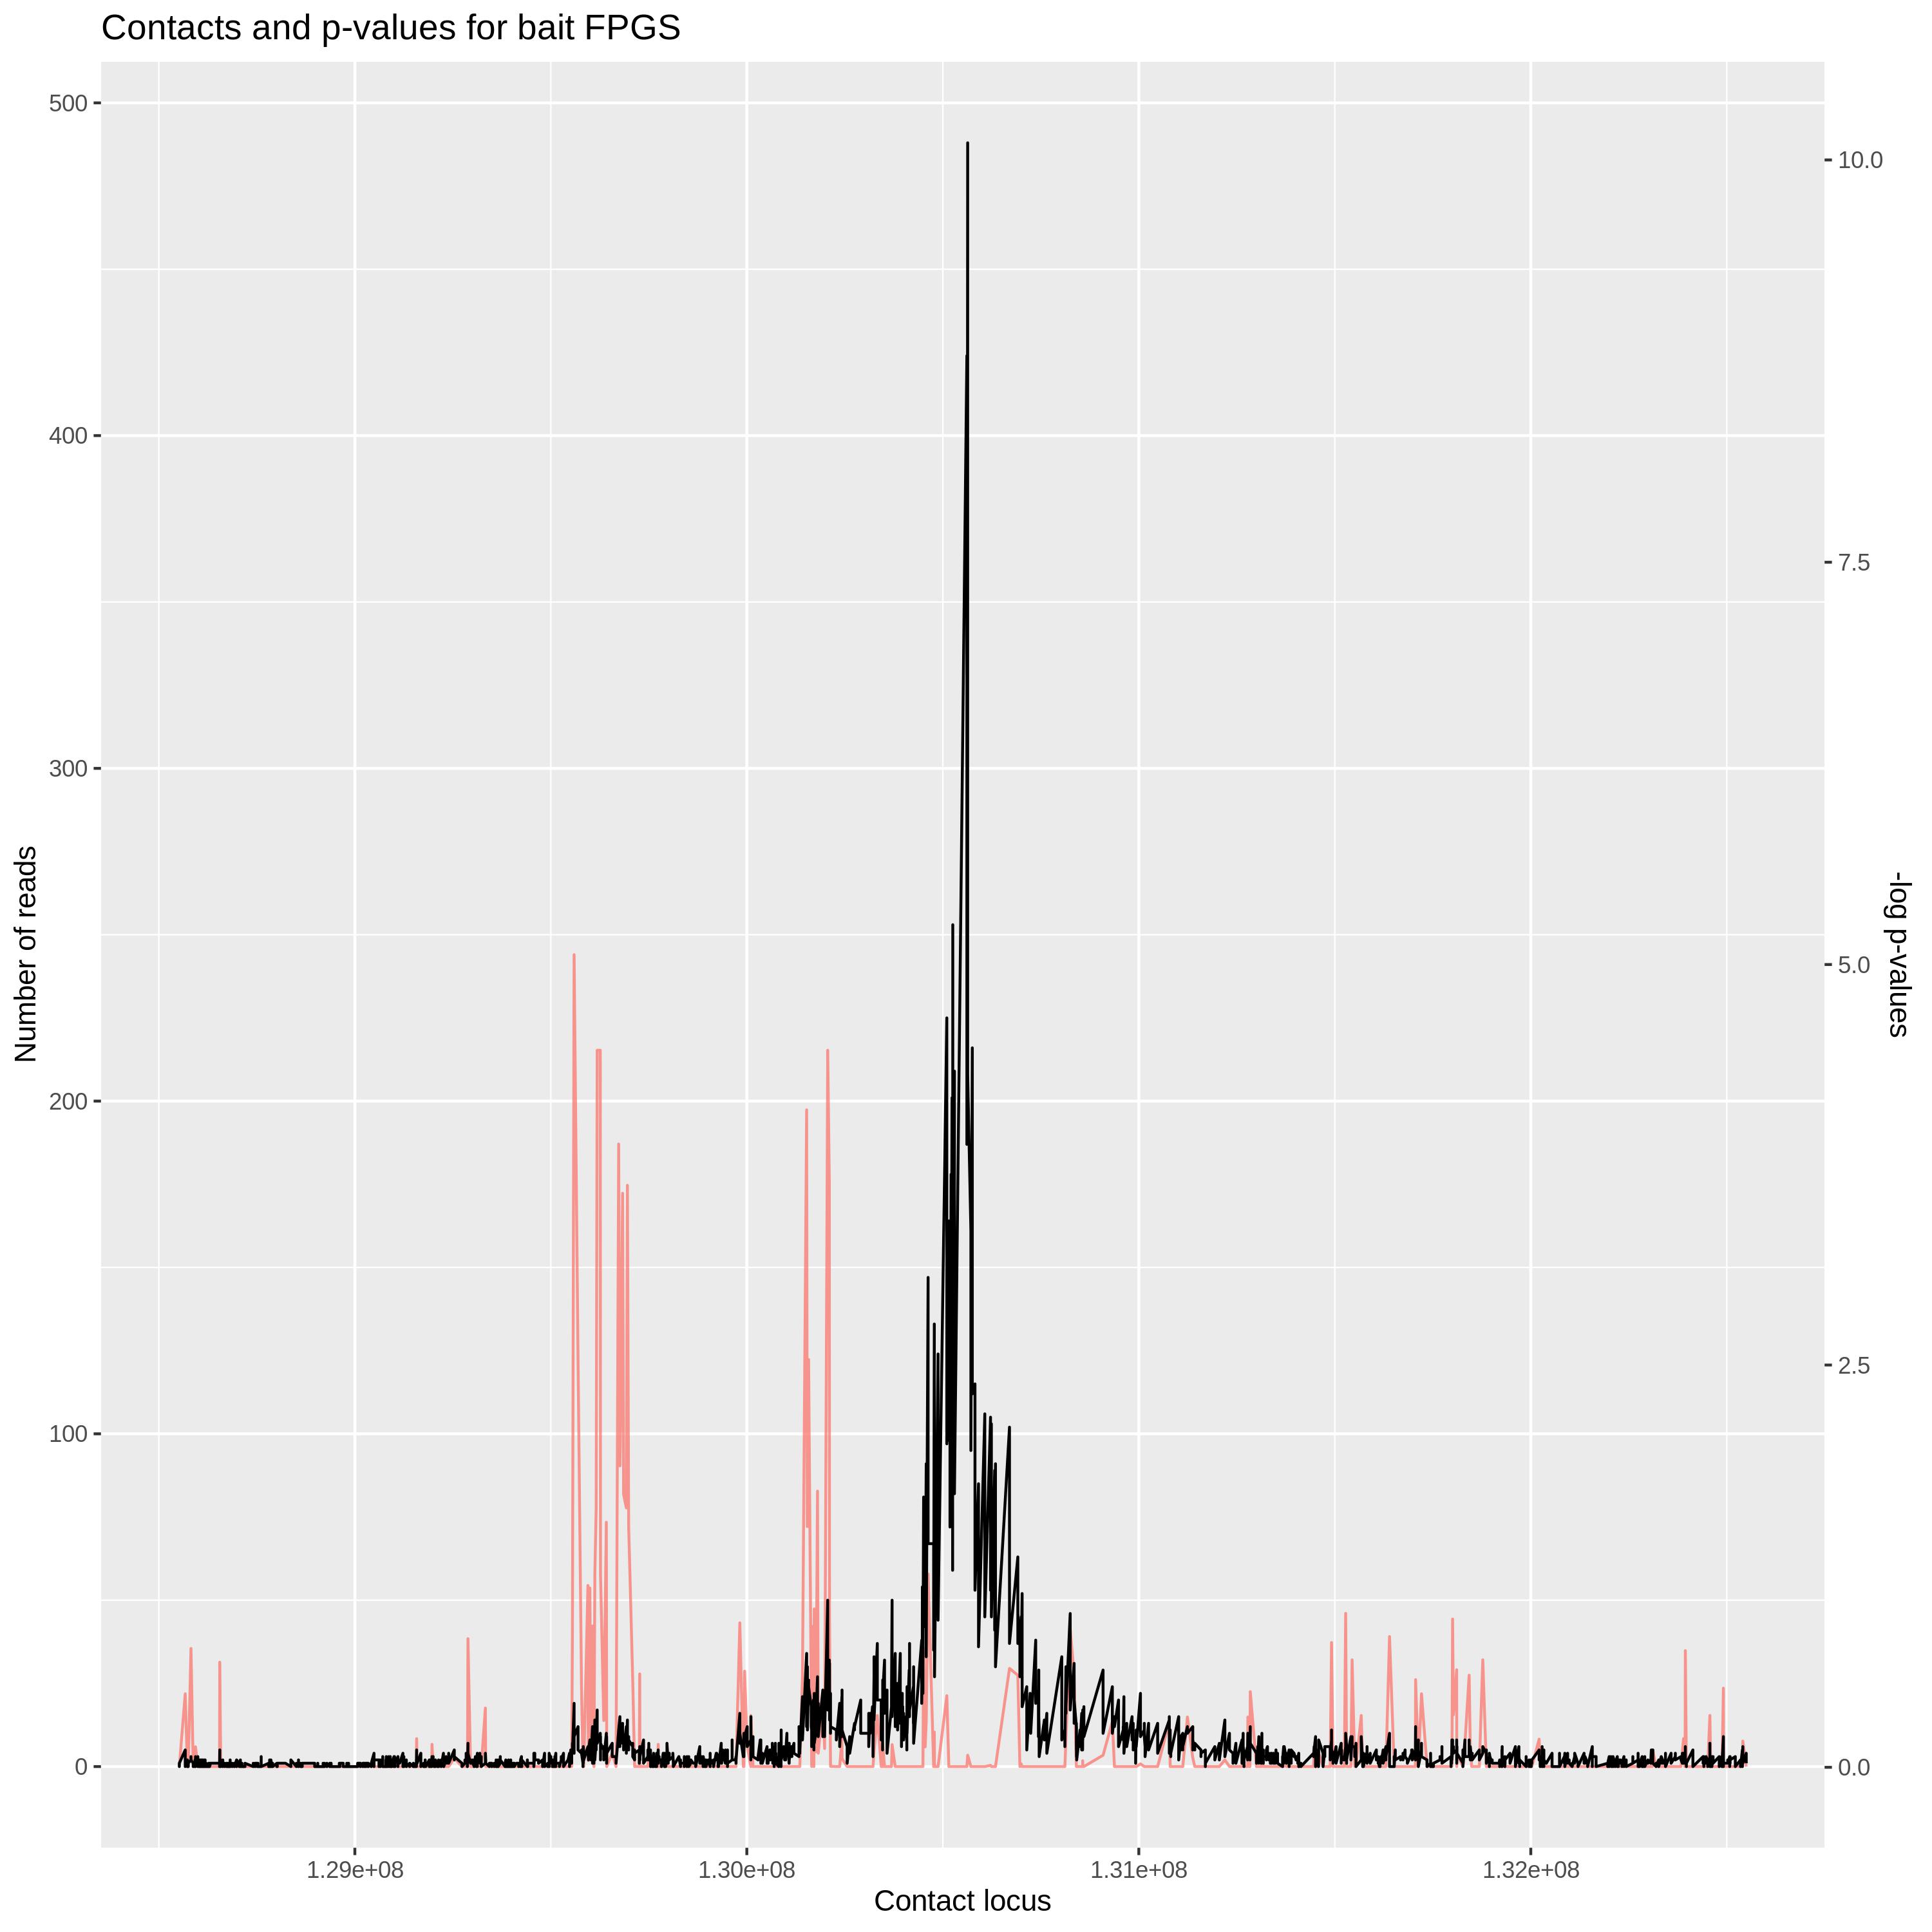 Contacts and p-values for bait FPGS
500
400
300
200
100
0
Number of reads
10.0
7.5
5.0
2.5
0.0
-log p-values
1.29e+08 1.30e+08 1.31e+08 1.32e+08
Contact locus